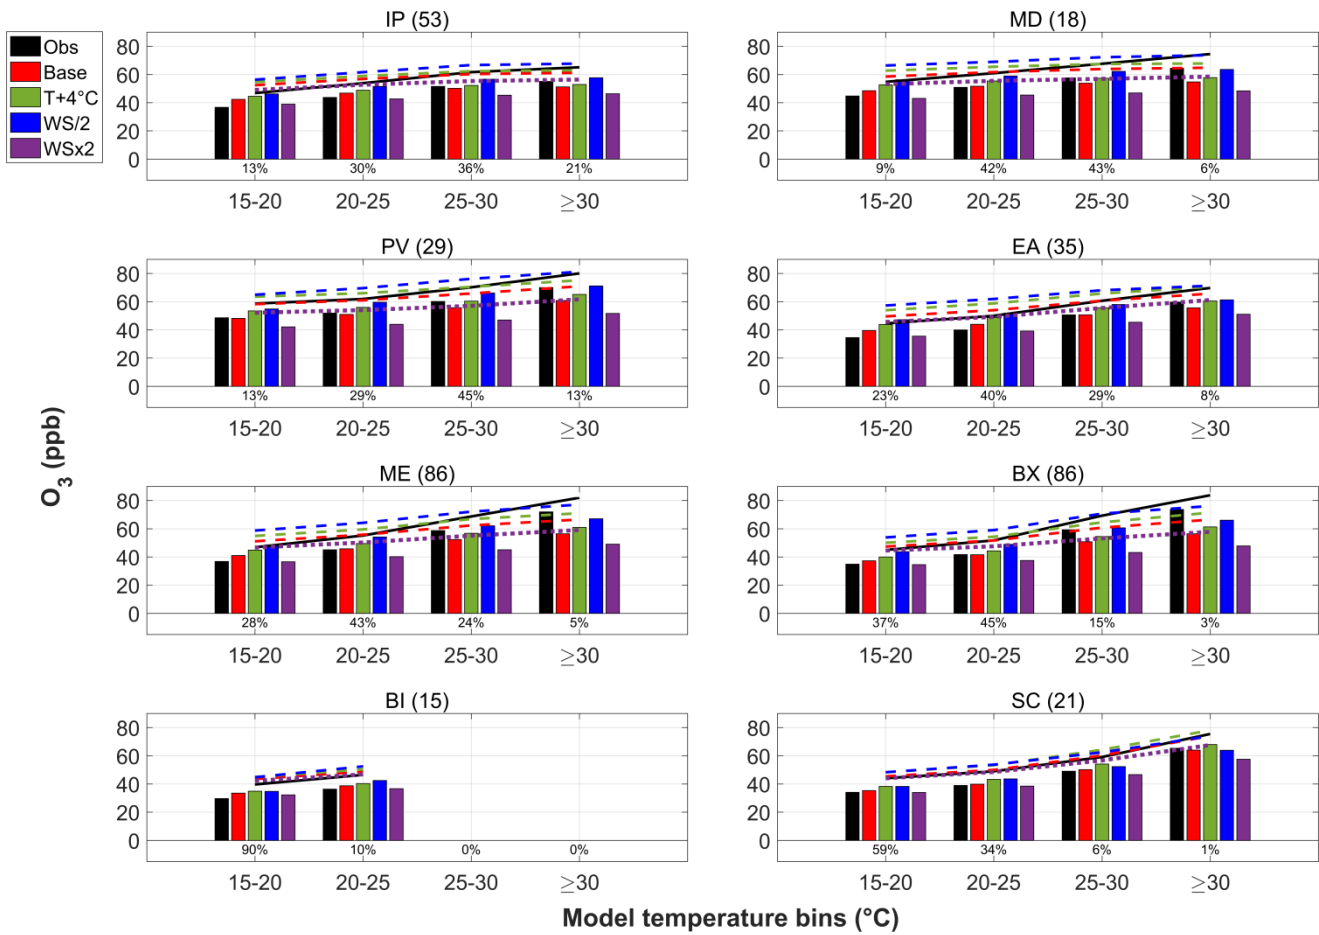 IP (53)
MD (18)
Obs
Base
T+4°C
WS/2
WSx2
80
60
40
20
0
13% 30% 36% 21%
15-20 20-25 25-30 ≥30
80
60
40
20
0
9% 42% 43% 6%
15-20 20-25 25-30 ≥30
PV (29)
80
60
40
20
0
13% 29% 45% 13%
15-20 20-25 25-30 ≥30
EA (35)
80
60
40
20
0
23% 40% 29% 8%
15-20 20-25 25-30 ≥30
O3 (ppb)
ME (86)
80
60
40
20
0
28% 43% 24% 5%
15-20 20-25 25-30 ≥30
BX (86)
80
60
40
20
0
37% 45% 15% 3%
15-20 20-25 25-30 ≥30
BI (15)
80
60
40
20
0
90% 10% 0% 0%
15-20 20-25 25-30 ≥30
SC (21)
80
60
40
20
0
59% 34% 6% 1%
15-20 20-25 25-30 ≥30
Model temperature bins (°C)